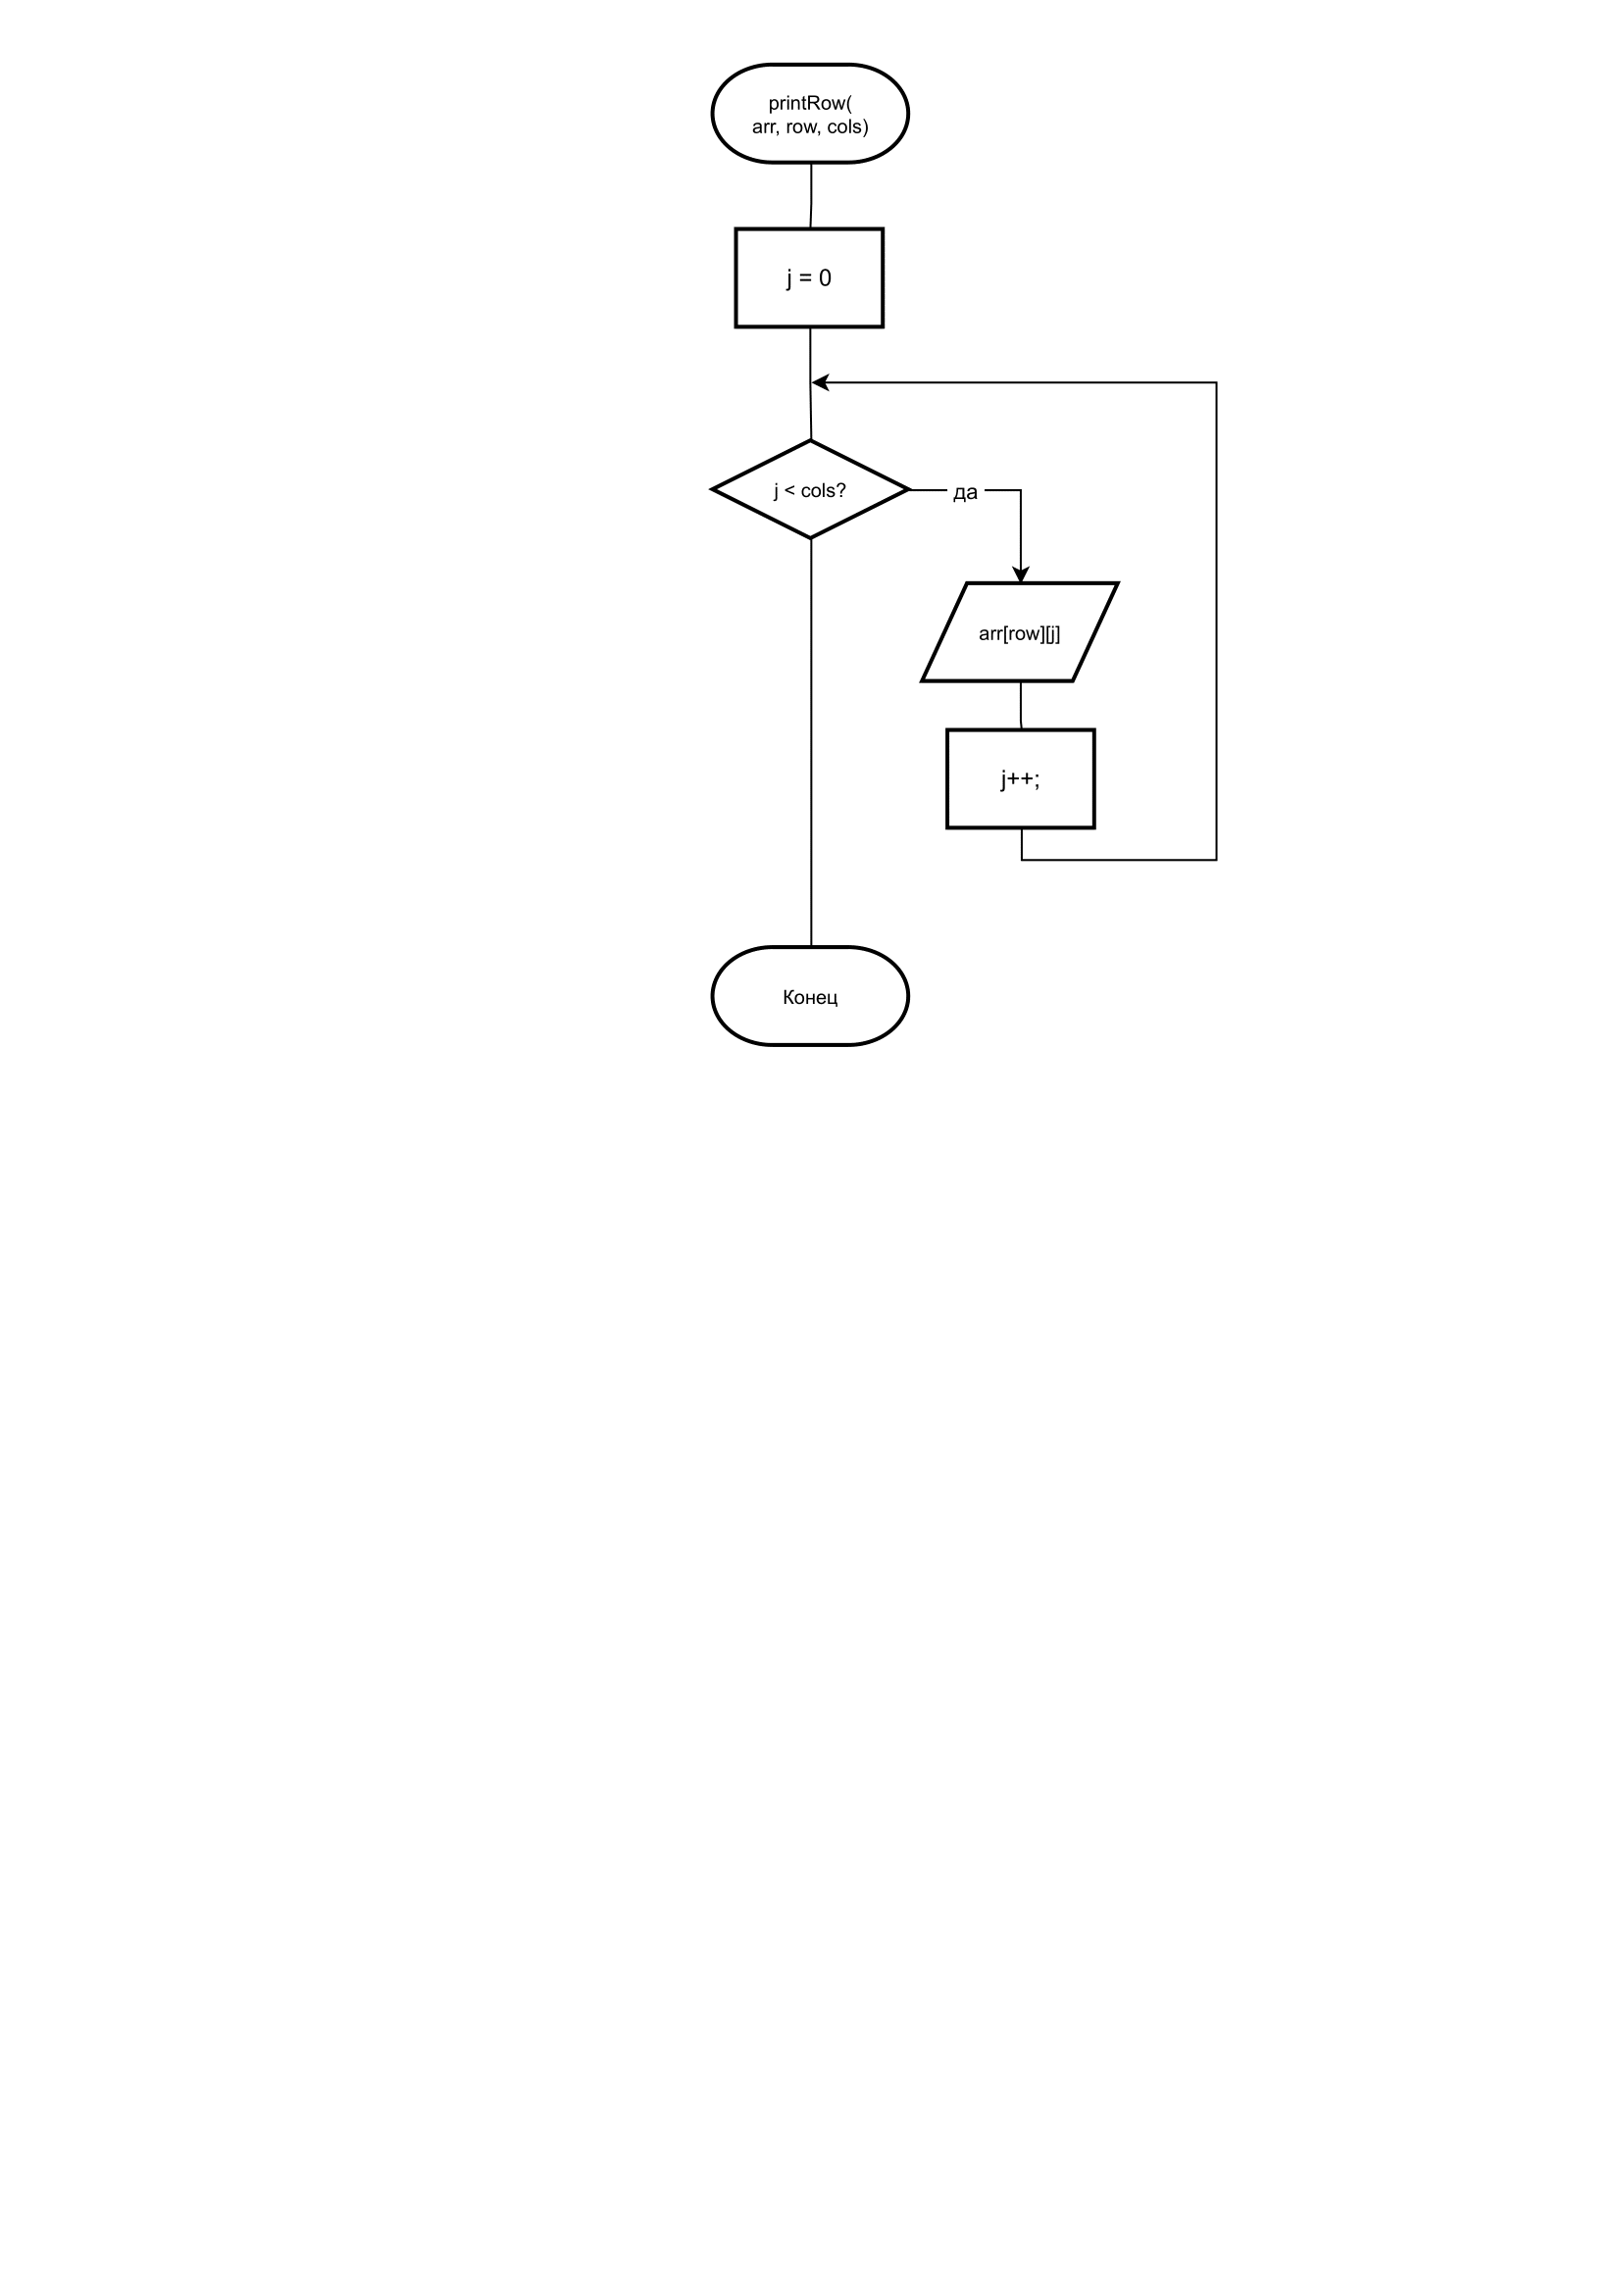 printRow(
arr, row, cols)
j = 0
j < cols?
да
arr[row][j]
j++;
Конец